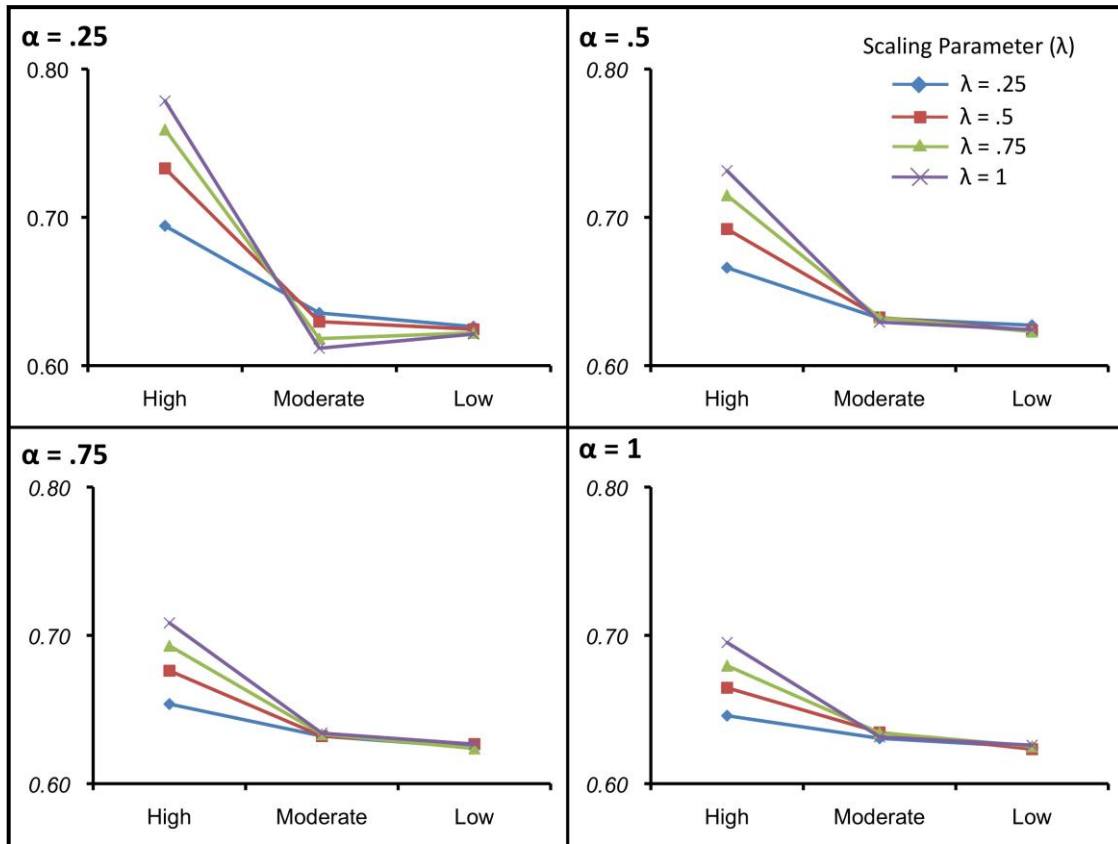 α = .25
0.80
0.70
0.60
High Moderate Low
α = .5
Scaling Parameter (λ)
λ = .25
λ = .5
λ = .75
λ = 1
0.80
0.70
0.60
High Moderate Low
α = .75
0.80
0.70
0.60
High Moderate Low
α = 1
0.80
0.70
0.60
High Moderate Low